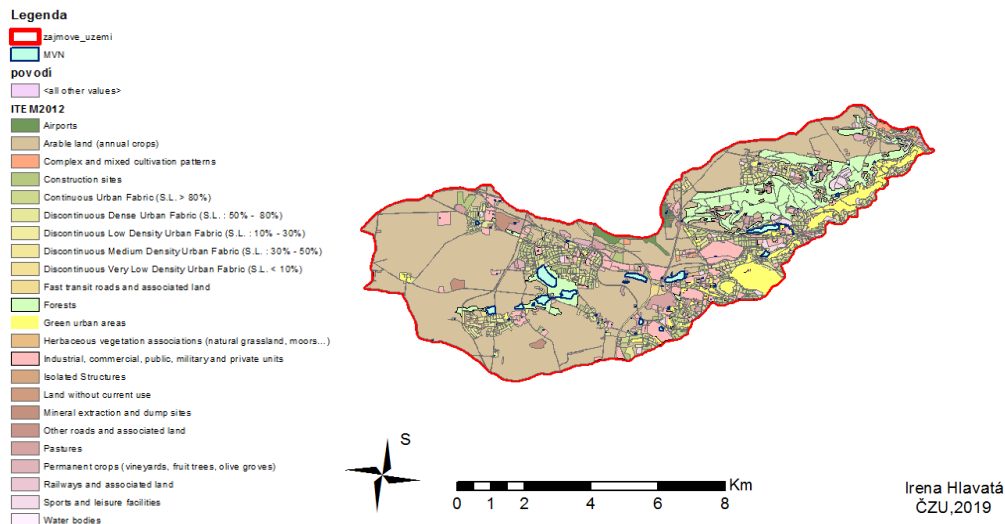 Legenda
zajmove_uzemi
MVN
povodí
<all other values>
ITEM2012
Airports
Arable land (annual crops)
Complex and mixed cultivation patterns
Construction sites
Continuous Urban Fabric (S.L. > 80%)
Discontinuous Dense Urban Fabric (S.L. : 50% - 80%)
Discontinuous Low Density Urban Fabric (S.L. : 10% - 30%)
Discontinuous Medium Density Urban Fabric (S.L. : 30% - 50%)
Discontinuous Very Low Density Urban Fabric (S.L. < 10%)
Fast transit roads and associated land
Forests
Green urban areas
Herbaceous vegetation associations (natural grassland, moors...)
Industrial, commercial, public, military and private units
Isolated Structures
Land without current use
Mineral extraction and dump sites
Other roads and associated land
Pastures
Permanent crops (vineyards, fruit trees, olive groves)
Railways and associated land
Sports and leisure facilities
Water bodies
S
Km
0 1 2 4 6 8
Irena Hlavatá
ČZU,2019